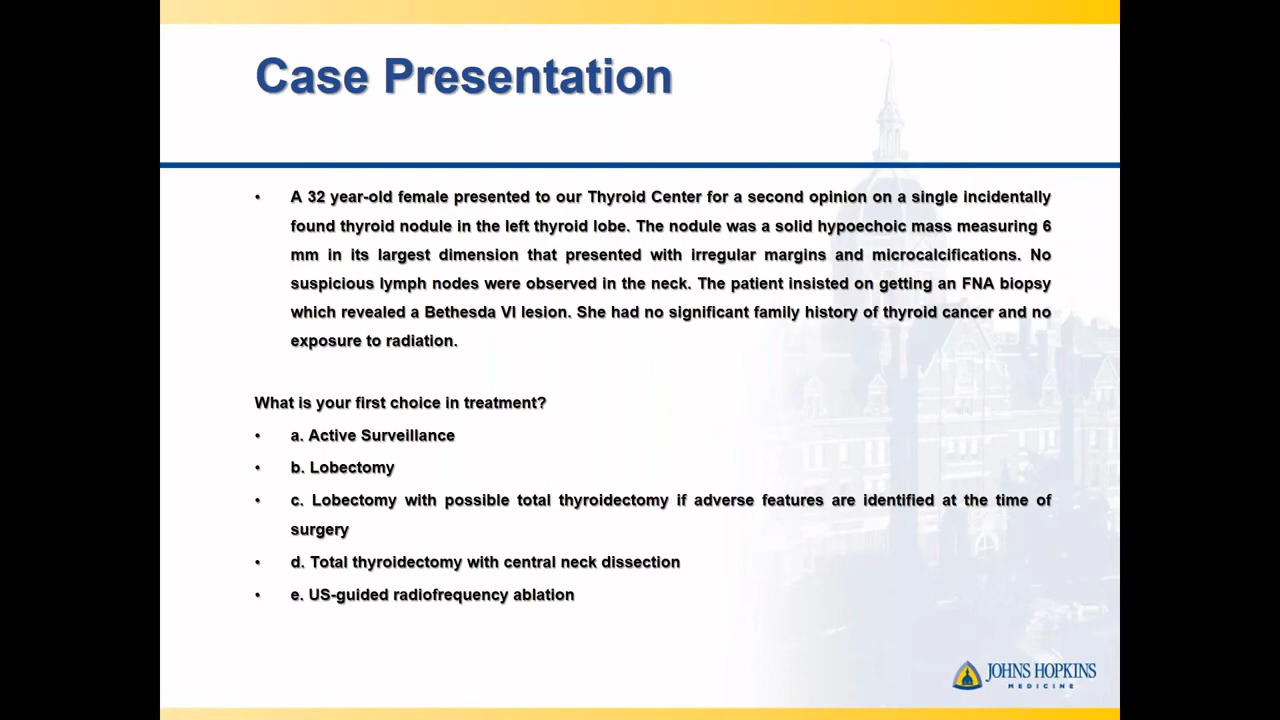 Case Presentation
• A 32 year-old female presented to our Thyroid Center for a second opinion on a single incidentally
found thyroid nodule in the left thyroid lobe. The nodule was a solid hypoechoic mass measuring 6
mm in its largest dimension that presented with irregular margins and microcalcifications. No
suspicious lymph nodes were observed in the neck. The patient insisted on getting an FNA biopsy
which revealed a Bethesda VI lesion. She had no significant family history of thyroid cancer and no
exposure to radiation.
What is your first choice in treatment?
• a. Active Surveillance
• b. Lobectomy
• c. Lobectomy with possible total thyroidectomy if adverse features are identified at the time of
surgery
• d. Total thyroidectomy with central neck dissection
• e. US-guided radiofrequency ablation
JOHNS HOPKINS
MEDICINE